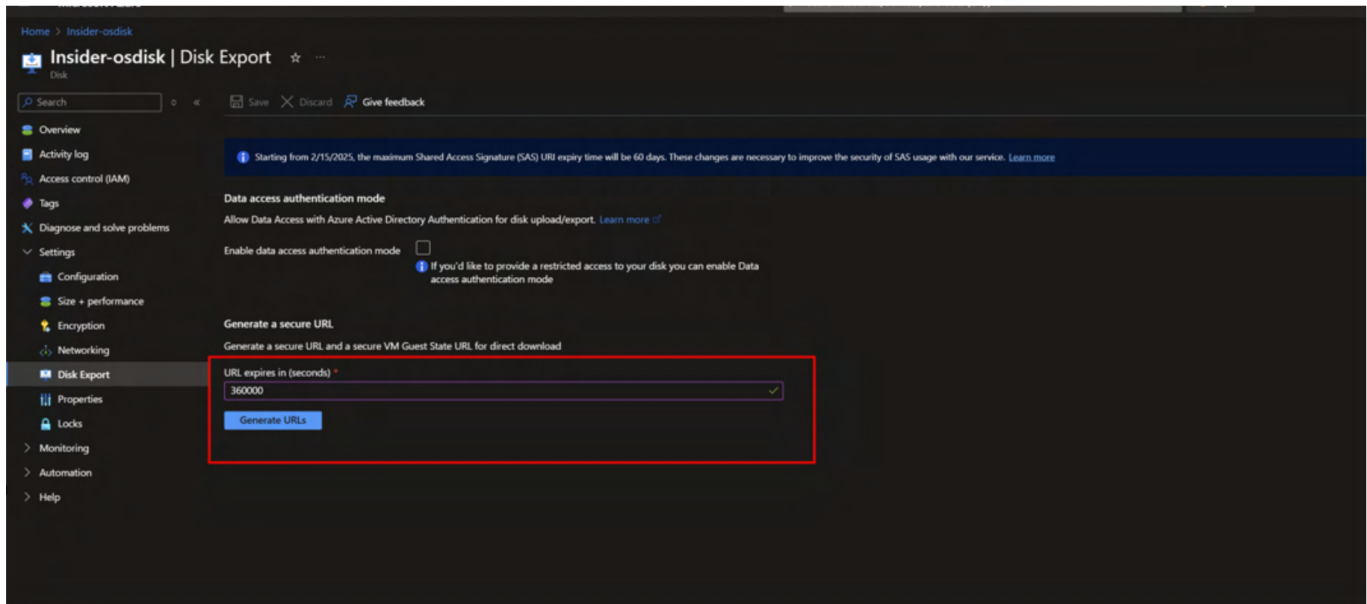 Home > Insider-osdisk
Insider-osdisk | Disk Export
Disk
Search
Save Discard Give feedback
Overview
Activity log
Access control (IAM)
Tags
Diagnose and solve problems
Settings
Configuration
Size + performance
Encryption
Networking
Disk Export
Properties
Locks
Monitoring
Automation
Help
Starting from 2/15/2025, the maximum Shared Access Signature (SAS) URI expiry time will be 60 days. These changes are necessary to improve the security of SAS usage with our service. Learn more
Data access authentication mode
Allow Data Access with Azure Active Directory Authentication for disk upload/export. Learn more
Enable data access authentication mode
If you'd like to provide a restricted access to your disk you can enable Data
access authentication mode
Generate a secure URL
Generate a secure URL and a secure VM Guest State URL for direct download
URL expires in (seconds) *
360000
Generate URLs